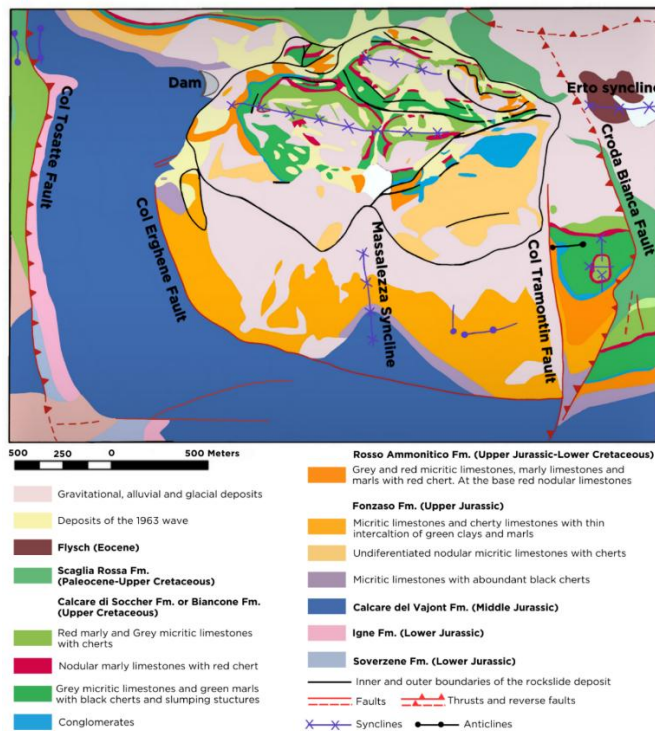 Dam
Erto syncline
Col Tosatte Fault
Croda Bianca Fault
Col Erghene Fault
Massalezza Syncline
Col Tramontin Fault
500 250 0 500 Meters
Gravitational, alluvial and glacial deposits
Deposits of the 1963 wave
Flysch (Eocene)
Scaglia Rossa Fm.
(Paleocene-Upper Cretaceous)
Calcare di Soccher Fm. or Biancone Fm.
(Upper Cretaceous)
Red marly and Grey micritic limestones
with cherts
Nodular marly limestones with red chert
Grey micritic limestones and green marls
with black cherts and slumping stuctures
Conglomerates
Rosso Ammonitico Fm. (Upper Jurassic-Lower Cretaceous)
Grey and red micritic limestones, marly limestones and
marls with red chert. At the base red nodular limestones
Fonzaso Fm. (Upper Jurassic)
Micritic limestones and cherty limestones with thin
intercaltion of green clays and marls
Undiferentiated nodular micritic limestones with cherts
Micritic limestones with aboundant black cherts
Calcare del Vajont Fm. (Middle Jurassic)
Igne Fm. (Lower Jurassic)
Soverzene Fm. (Lower Jurassic)
Inner and outer boundaries of the rockslide deposit
Faults Thrusts and reverse faults
Synclines Anticlines